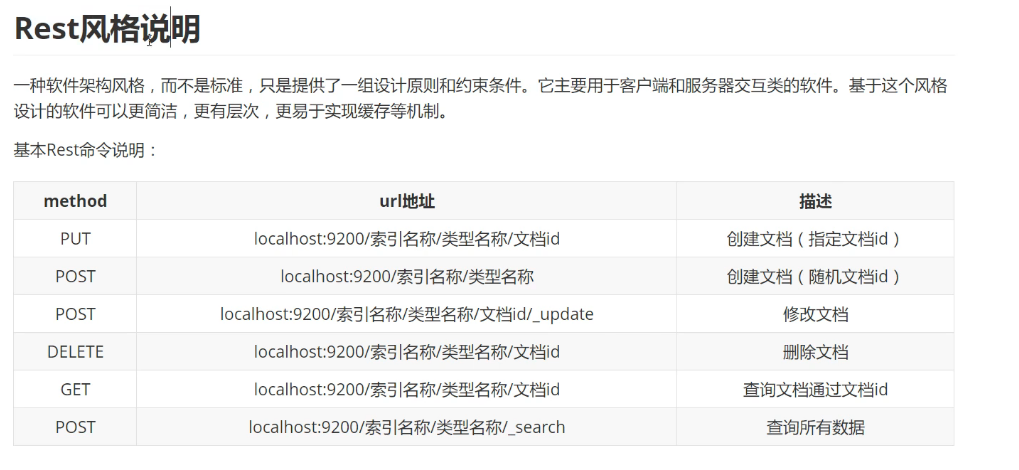 Rest风格说明
一种软件架构风格，而不是标准，只是提供了一组设计原则和约束条件。它主要用于客户端和服务器交互类的软件。基于这个风格
设计的软件可以更简洁，更有层次，更易于实现缓存等机制。
基本Rest命令说明：
method url地址 描述
PUT localhost:9200/索引名称/类型名称/文档id 创建文档（指定文档id）
POST localhost:9200/索引名称/类型名称 创建文档（随机文档id）
POST localhost:9200/索引名称/类型名称/文档id/_update 修改文档
DELETE localhost:9200/索引名称/类型名称/文档id 删除文档
GET localhost:9200/索引名称/类型名称/文档id 查询文档通过文档id
POST localhost:9200/索引名称/类型名称/_search 查询所有数据